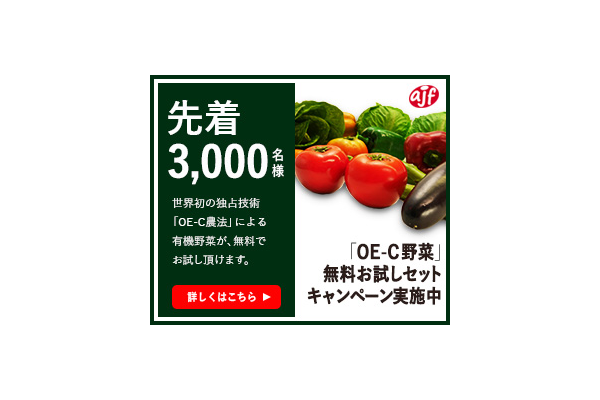 先着
3,000名様
世界初の独占技術
「OE-C農法」による
有機野菜が、無料で
お試し頂けます。
詳しくはこちら ▶
ajf
「OE-C野菜」
無料お試しセット
キャンペーン実施中